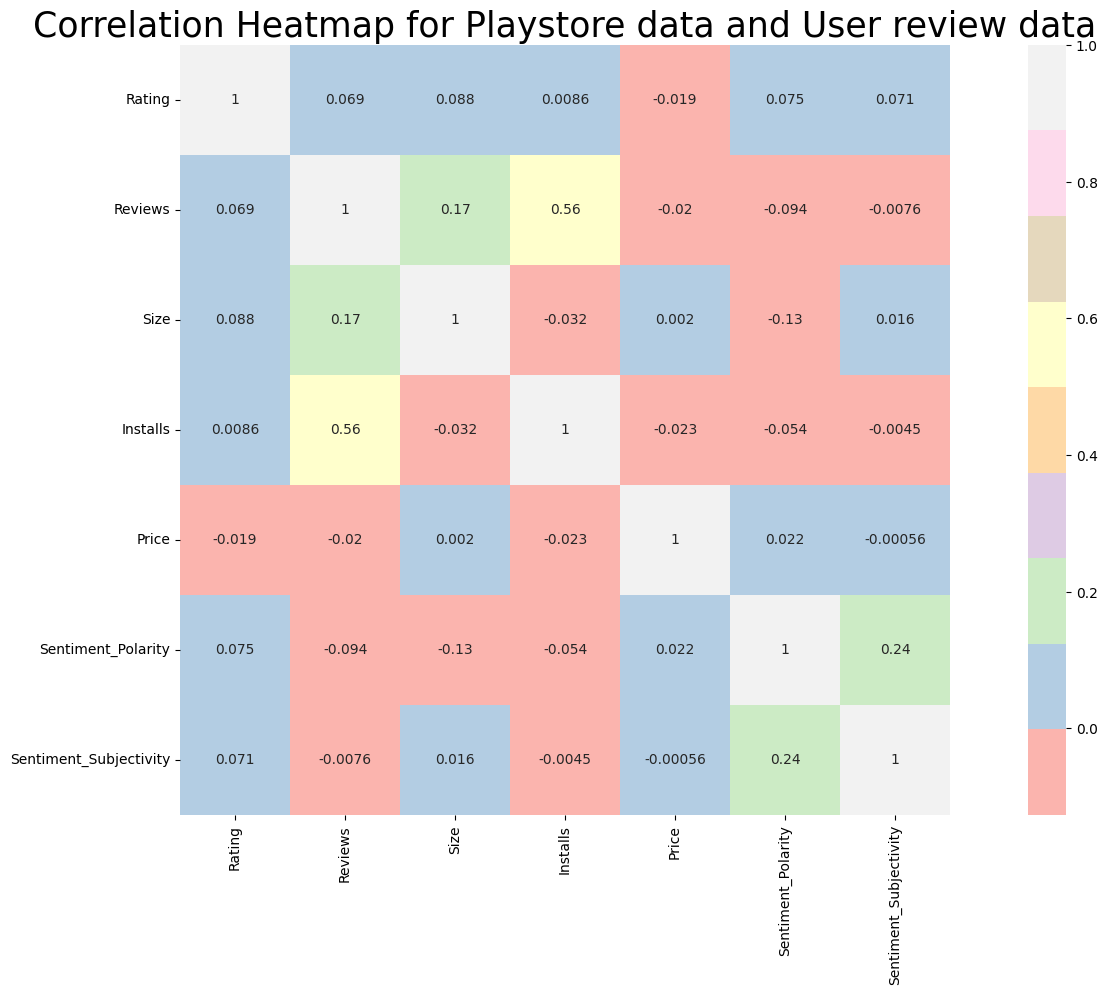 Correlation Heatmap for Playstore data and User review data
Rating 1 0.069 0.088 0.0086 -0.019 0.075 0.071
Reviews 0.069 1 0.17 0.56 -0.02 -0.094 -0.0076
Size 0.088 0.17 1 -0.032 0.002 -0.13 0.016
Installs 0.0086 0.56 -0.032 1 -0.023 -0.054 -0.0045
Price -0.019 -0.02 0.002 -0.023 1 0.022 -0.00056
Sentiment_Polarity 0.075 -0.094 -0.13 -0.054 0.022 1 0.24
Sentiment_Subjectivity 0.071 -0.0076 0.016 -0.0045 -0.00056 0.24 1
Rating
Reviews
Size
Installs
Price
Sentiment_Polarity
Sentiment_Subjectivity
1.0
0.8
0.6
0.4
0.2
0.0